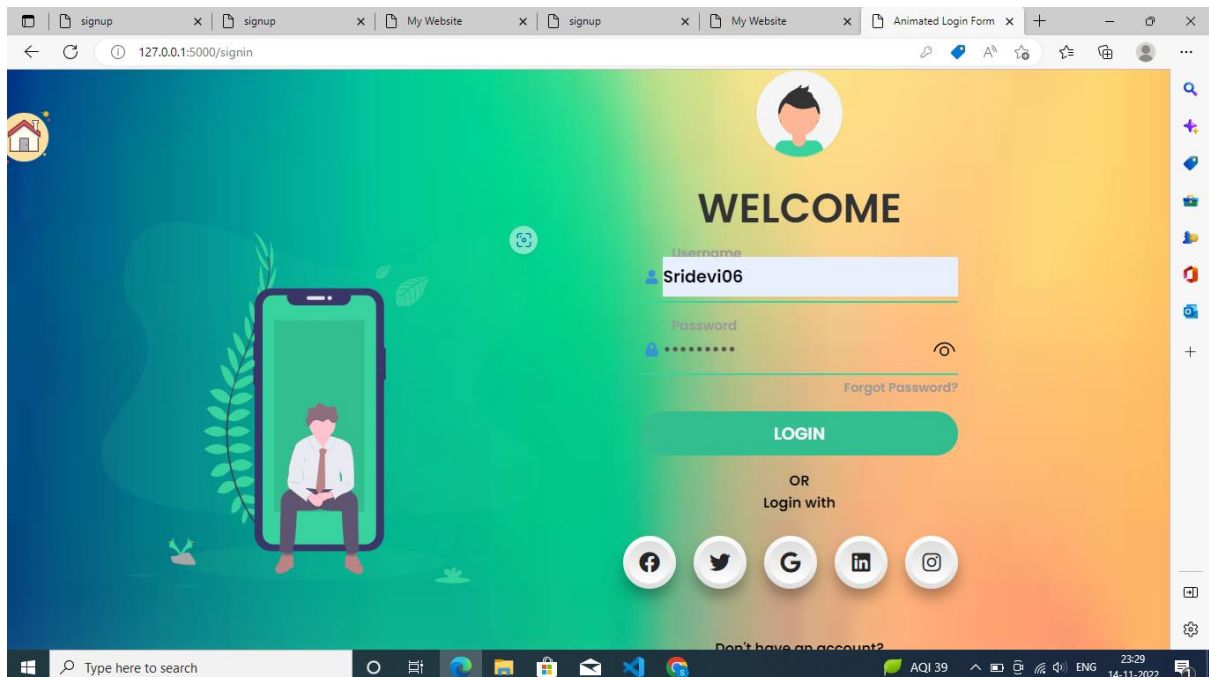 signup
signup
My Website
signup
My Website
Animated Login Form
127.0.0.1:5000/signin
WELCOME
Username
Sridevi06
Password
•••••••••
Forgot Password?
LOGIN
OR
Login with
Don't have an account?
Type here to search
AQI 39
ENG
23:29
14-11-2022